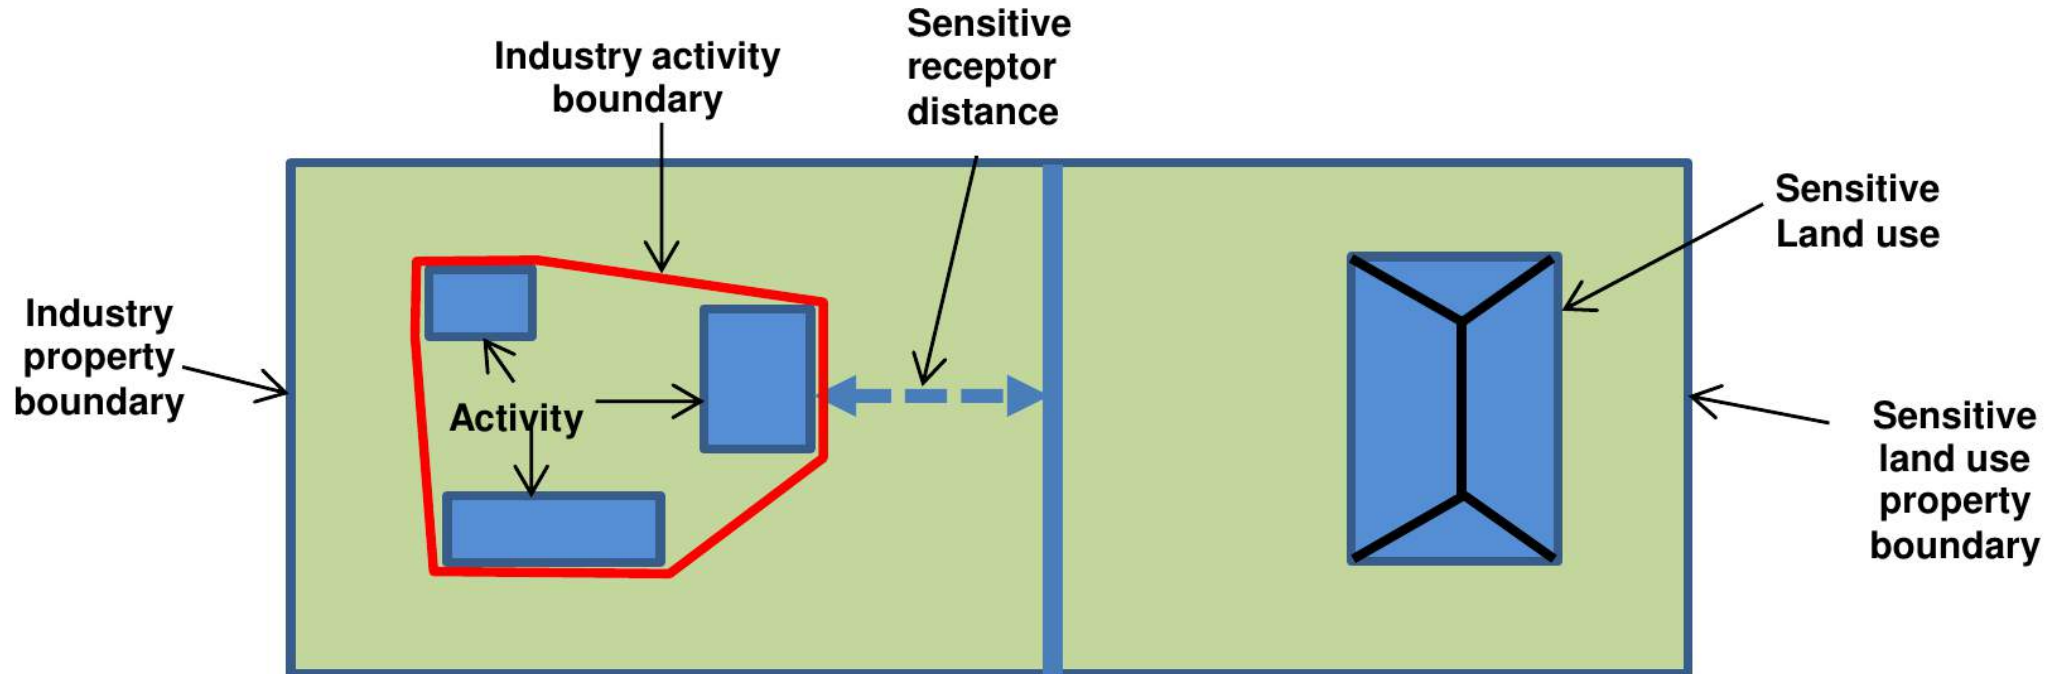 Sensitive
receptor
distance
Industry activity
boundary
Sensitive
Land use
Industry
property
boundary
Activity
Sensitive
land use
property
boundary